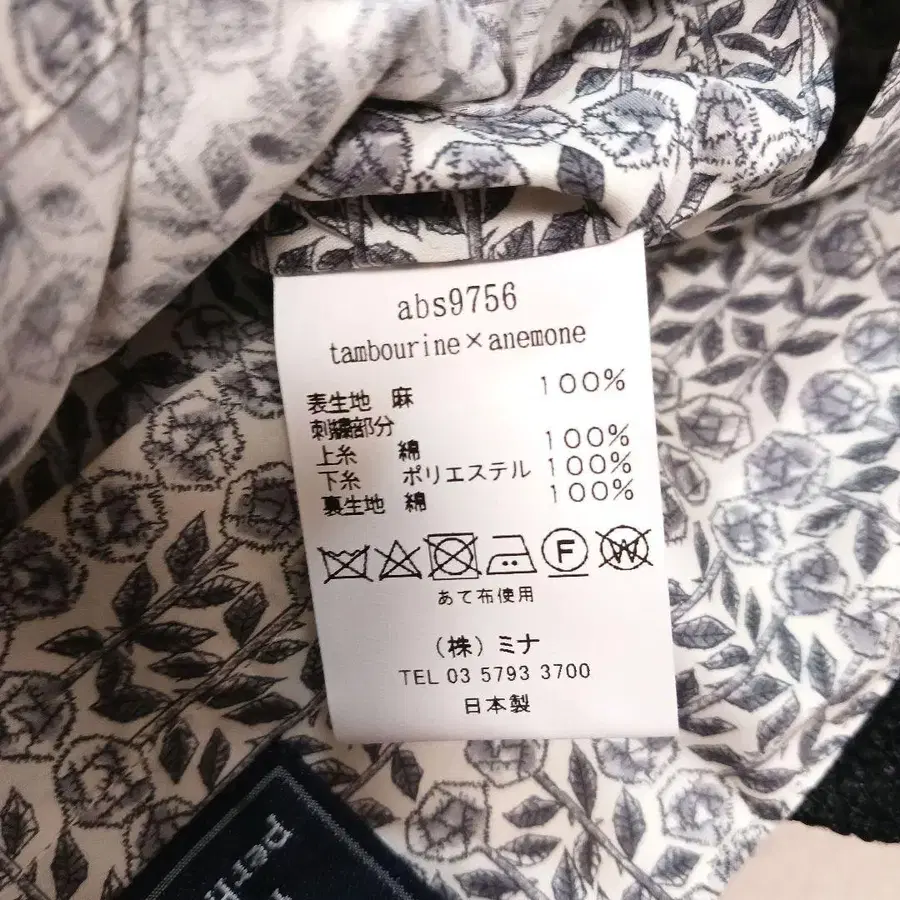 abs9756
tambourine×anemone
表生地 麻 100%
刺繍部分
上糸 綿 100%
下糸 ポリエステル 100%
裏生地 綿 100%
F W
あて布使用
(株)ミナ
TEL 03 5793 3700
日本製